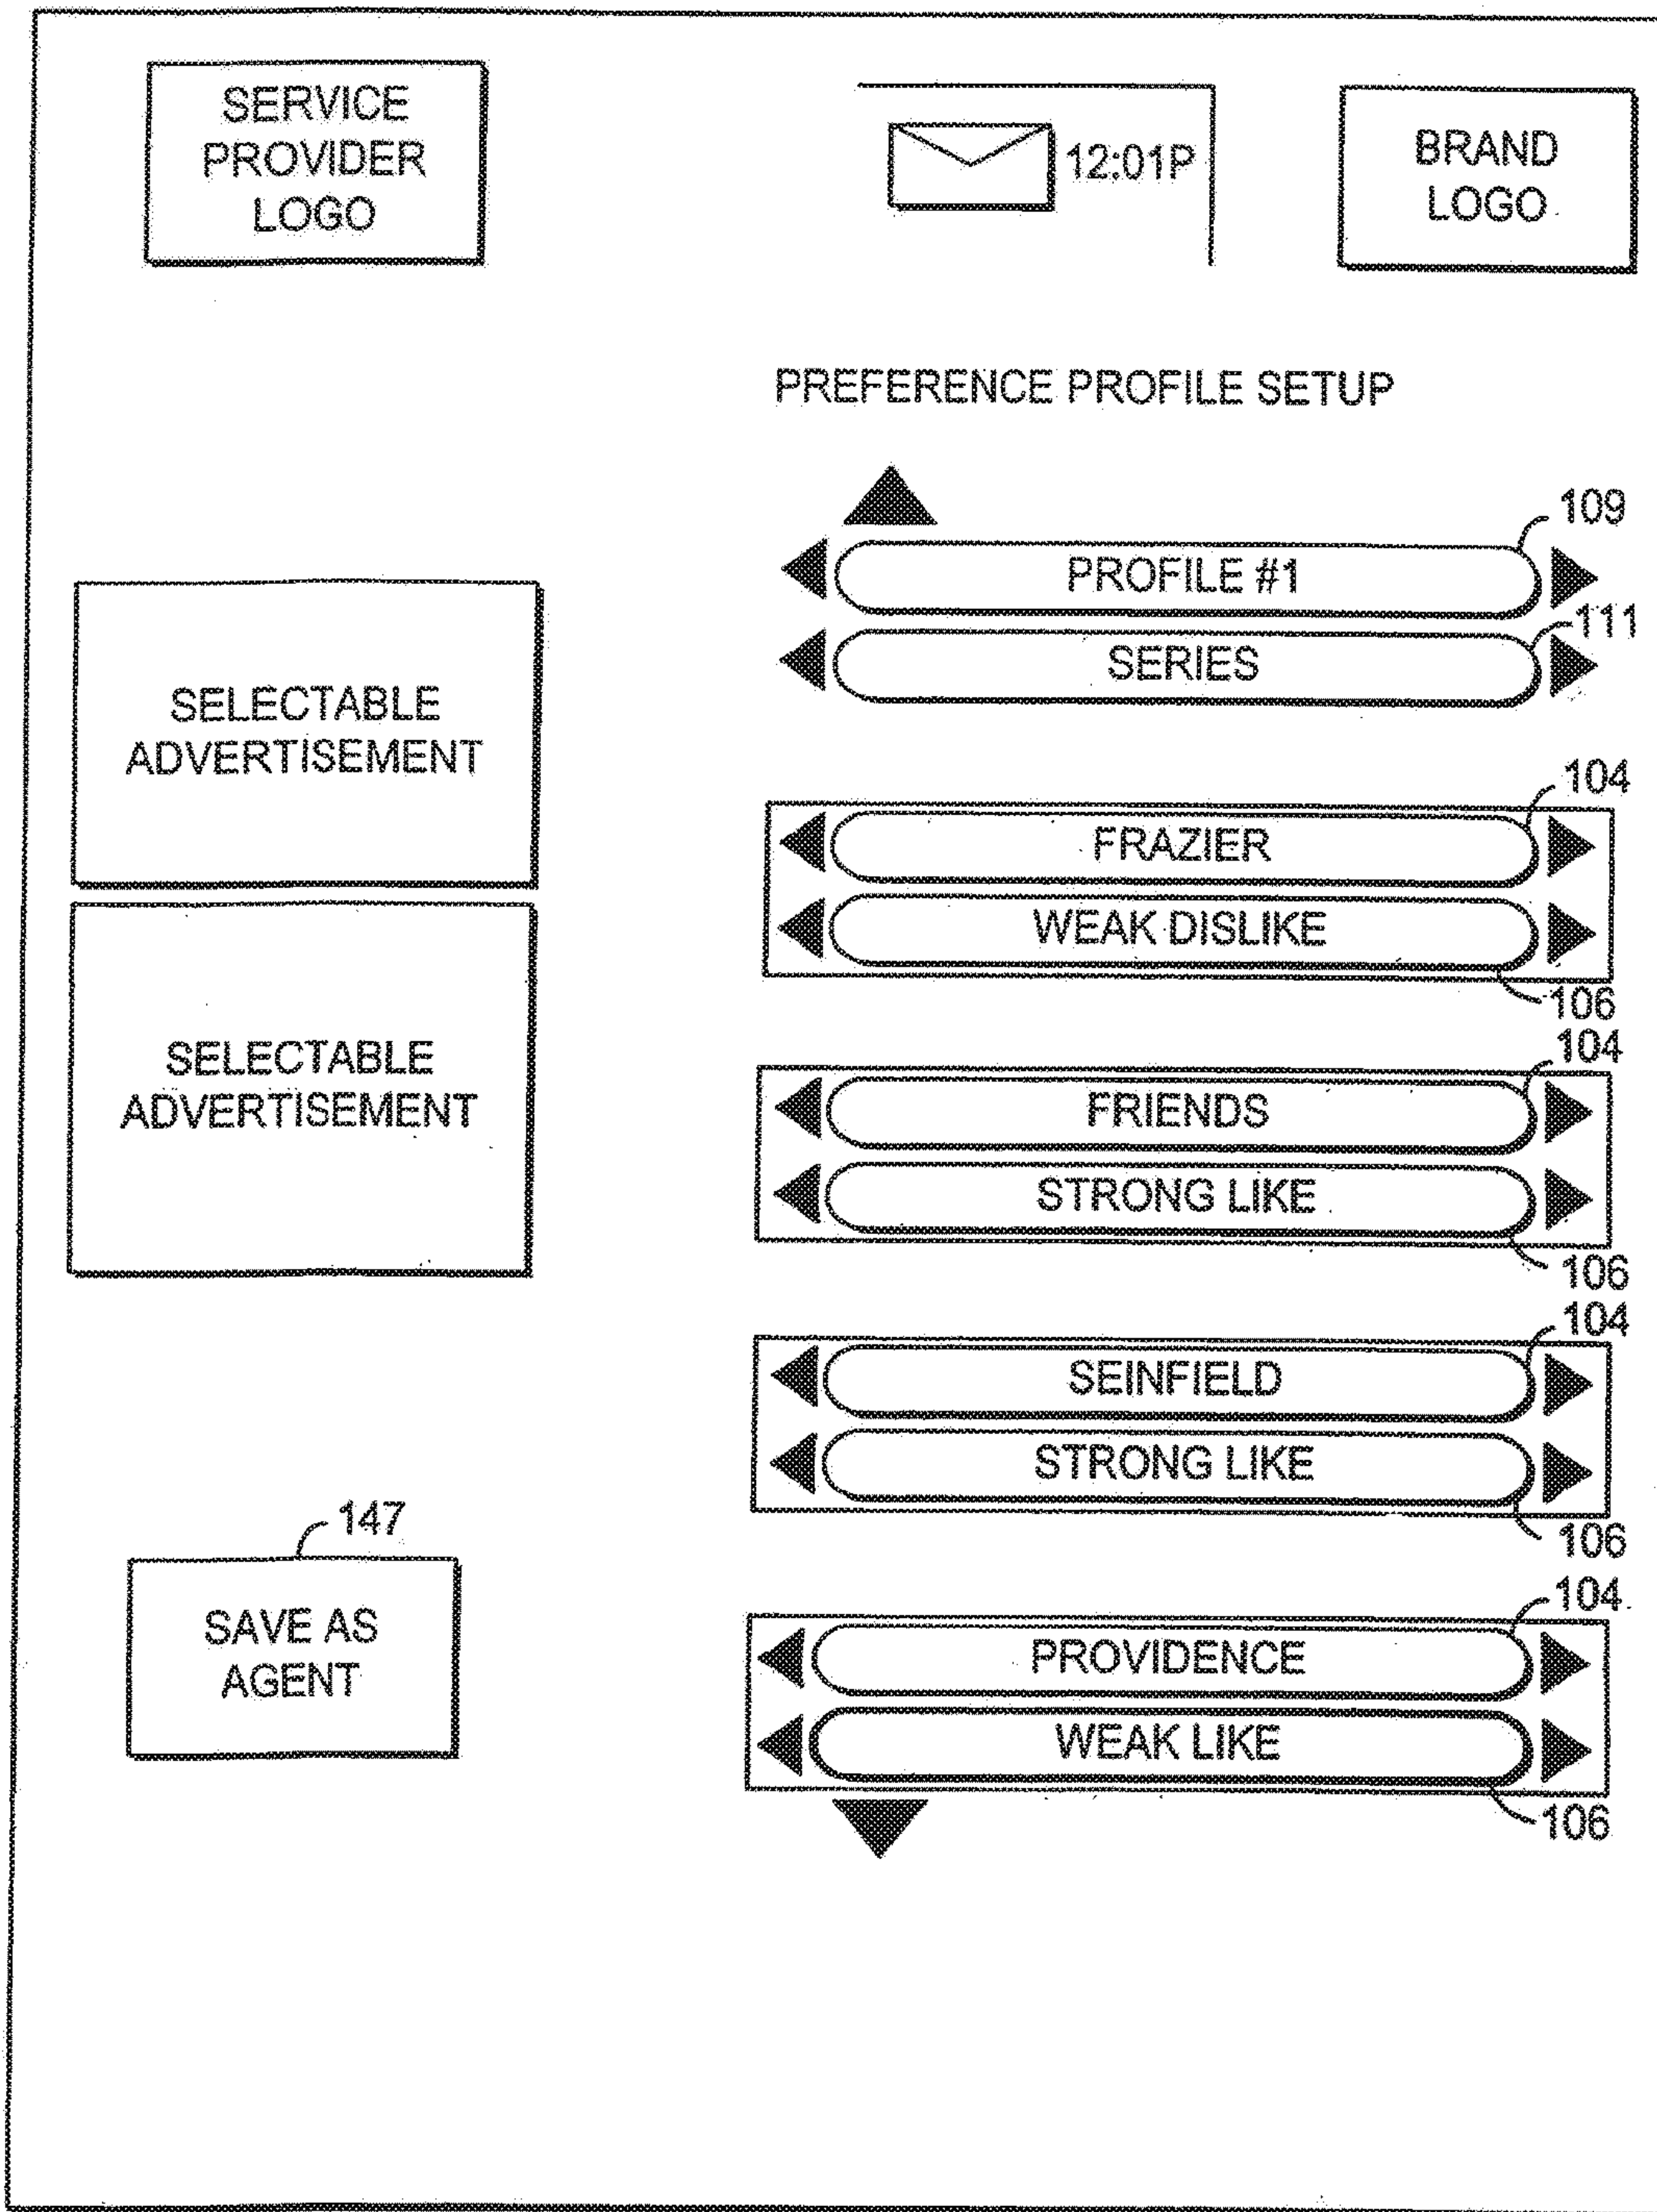 SERVICE
PROVIDER
LOGO
12:01P
BRAND
LOGO
PREFERENCE PROFILE SETUP
109
PROFILE #1
111
SERIES
SELECTABLE
ADVERTISEMENT
104
FRAZIER
WEAK DISLIKE
106
SELECTABLE
ADVERTISEMENT
104
FRIENDS
STRONG LIKE
106
104
SEINFIELD
STRONG LIKE
106
147
SAVE AS
AGENT
104
PROVIDENCE
WEAK LIKE
106